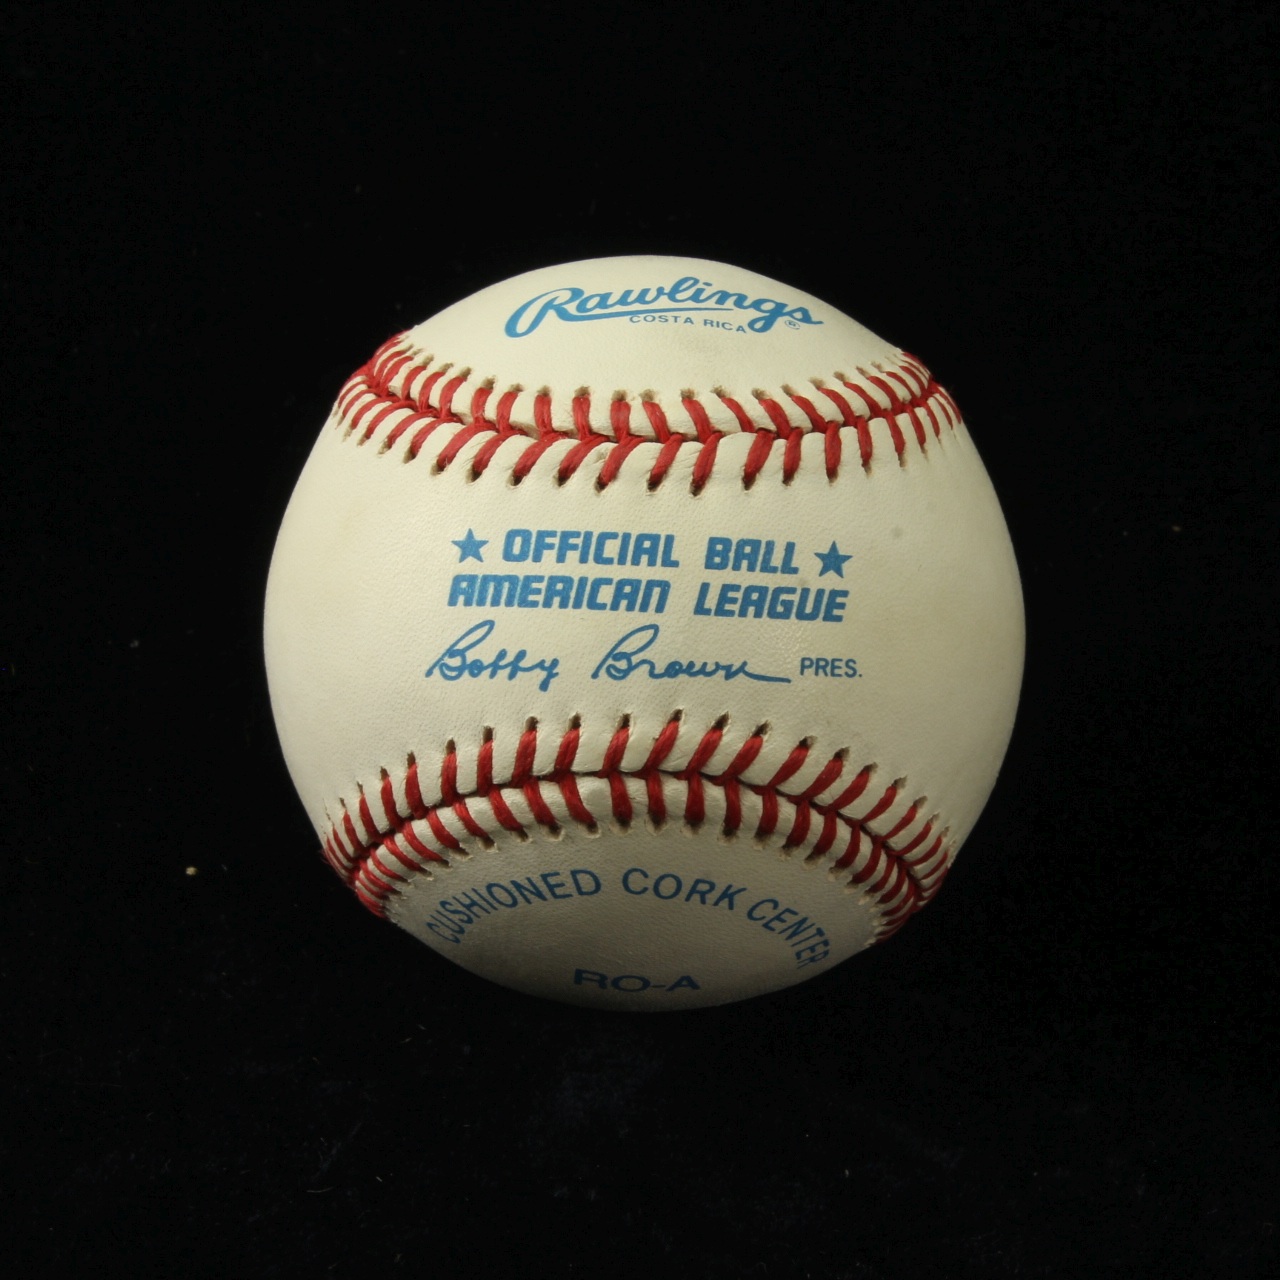 Rawlings®
COSTA RICA
★ OFFICIAL BALL ★
AMERICAN LEAGUE
Bobby Brown PRES.
CUSHIONED CORK CENTER
RO-A